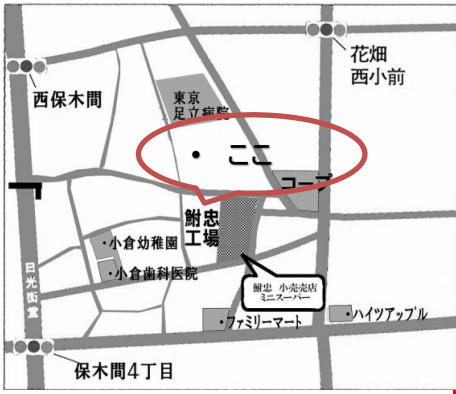 花畑
西小前
西保木間
東京
足立病院
・ ここ
コープ
鮒忠
工場
・小倉幼稚園
・小倉歯科医院
日光街道
鮒忠 小売売店
ミニスーパー
・ファミリーマート
・ハイツアップル
保木間4丁目